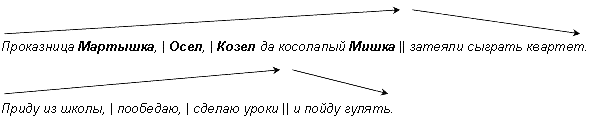 Проказница Мартышка, | Осел, | Козел да косолапый Мишка || затеяли сыграть квартет.
Приду из школы, | пообедаю, | сделаю уроки || и пойду гулять.